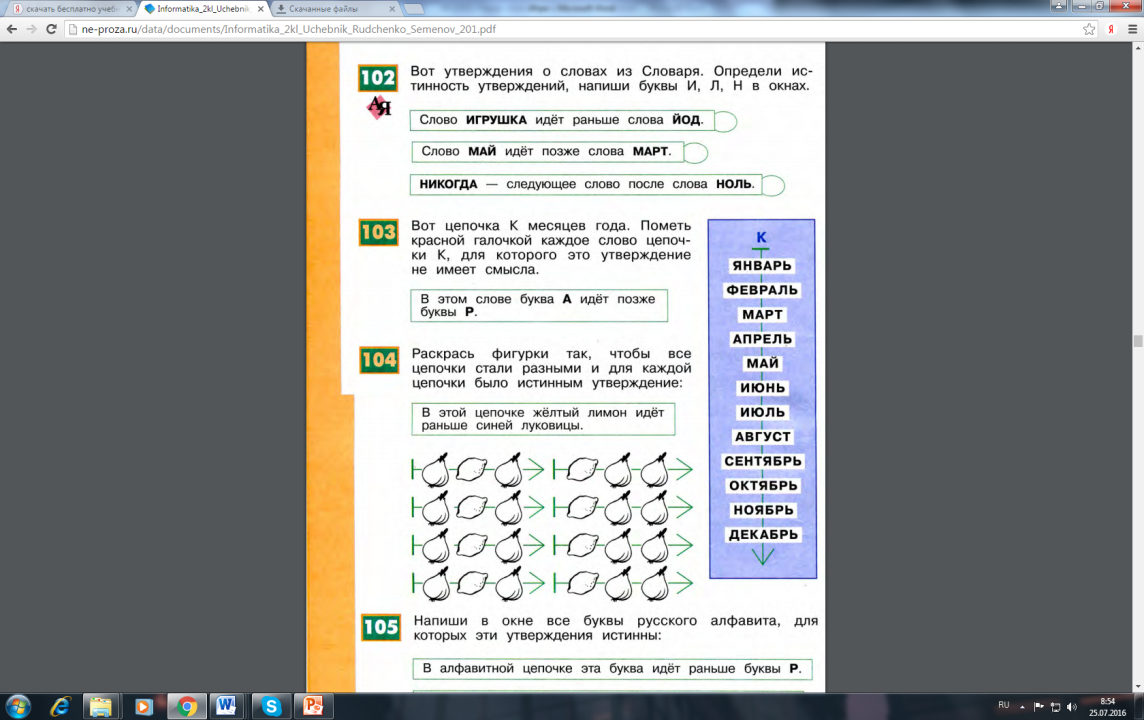 скачать бесплатно учеб
Informatika_2kl_Uchebnik
Скачанные файлы
ne-proza.ru/data/documents/Informatika_2kl_Uchebnik_Rudchenko_Semenov_201.pdf
102
АЯ
Вот утверждения о словах из Словаря. Определи ис-
тинность утверждений, напиши буквы И, Л, Н в окнах.
Слово ИГРУШКА идёт раньше слова ЙОД.
Слово МАЙ идёт позже слова МАРТ.
НИКОГДА — следующее слово после слова НОЛЬ.
103
Вот цепочка К месяцев года. Пометь
красной галочкой каждое слово цепоч-
ки К, для которого это утверждение
не имеет смысла.
В этом слове буква А идёт позже
буквы Р.
К
ЯНВАРЬ
ФЕВРАЛЬ
МАРТ
АПРЕЛЬ
МАЙ
ИЮНЬ
ИЮЛЬ
АВГУСТ
СЕНТЯБРЬ
ОКТЯБРЬ
НОЯБРЬ
ДЕКАБРЬ
104
Раскрась фигурки так, чтобы все
цепочки стали разными и для каждой
цепочки было истинным утверждение:
В этой цепочке жёлтый лимон идёт
раньше синей луковицы.
105
Напиши в окне все буквы русского алфавита, для
которых эти утверждения истинны:
В алфавитной цепочке эта буква идёт раньше буквы Р.
RU
8:54
25.07.2016